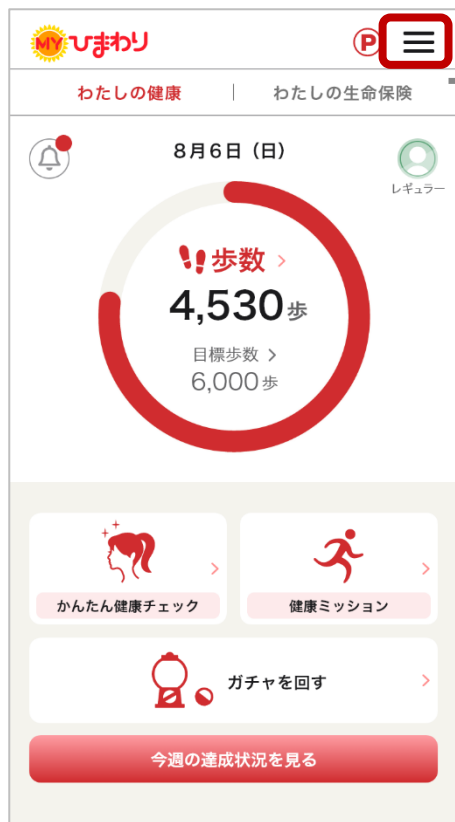 MYひまわり
P
わたしの健康 わたしの生命保険
8月6日（日）
レギュラー
歩数
4,530歩
目標歩数
6,000歩
かんたん健康チェック 健康ミッション
ガチャを回す
今週の達成状況を見る